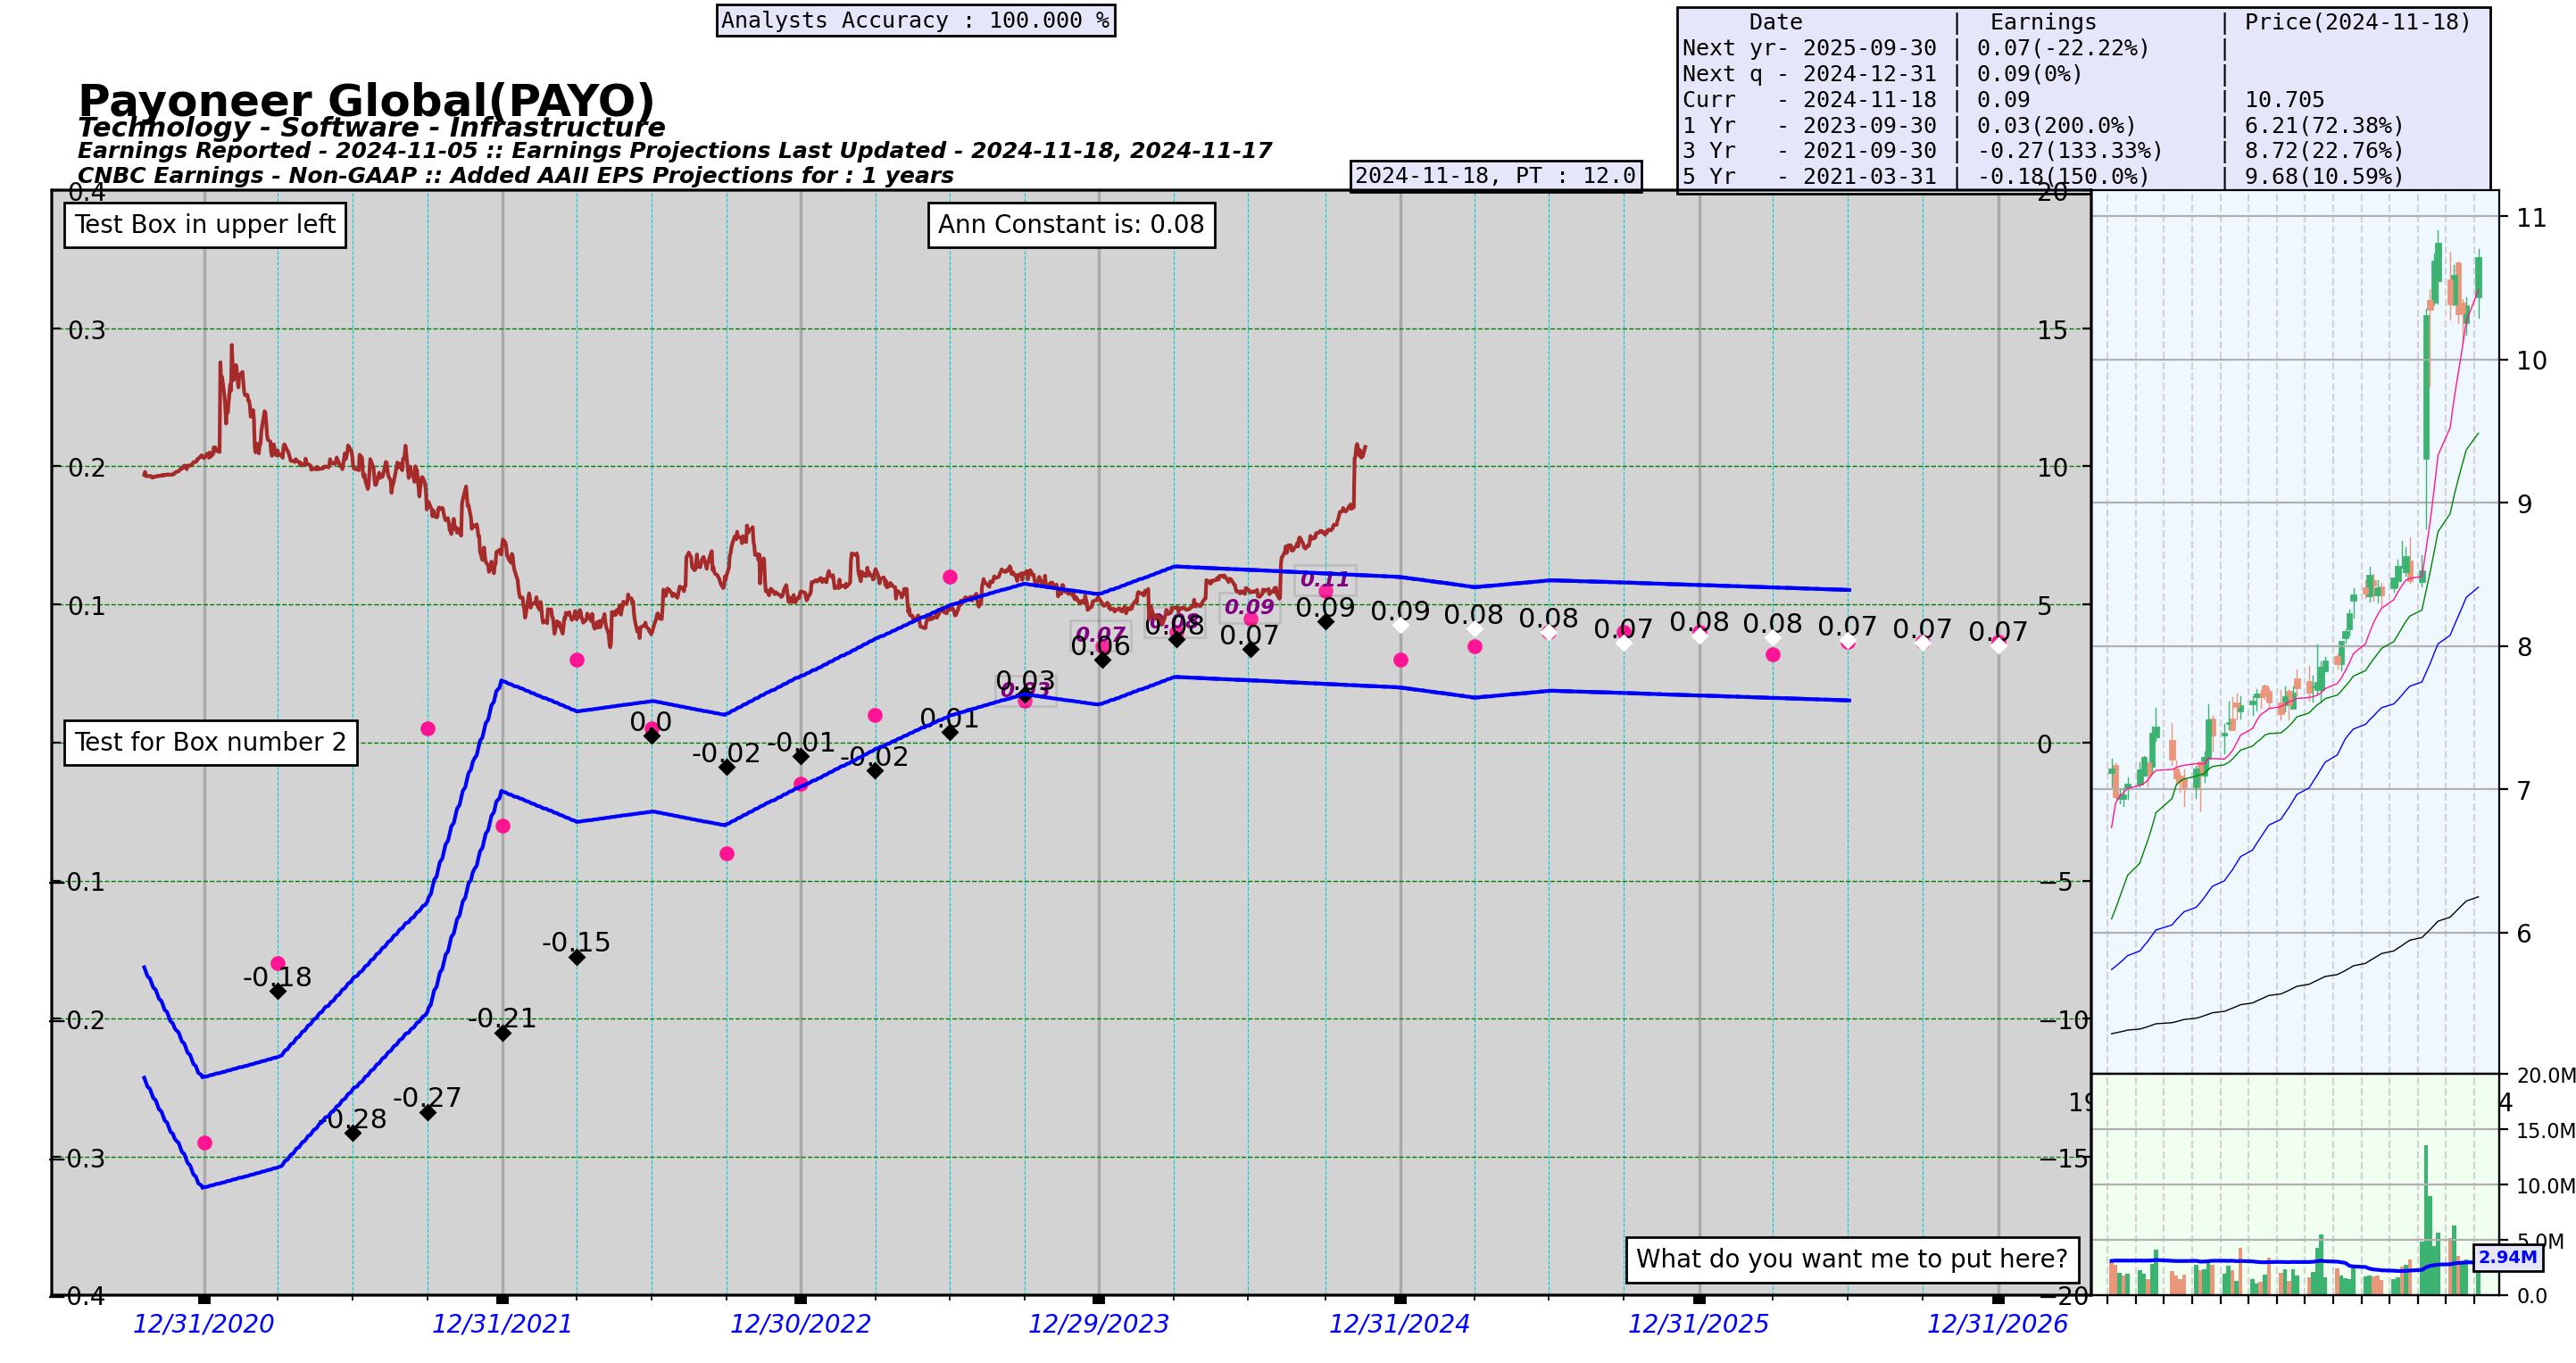 Analysts Accuracy : 100.000 %
Date | Earnings | Price(2024-11-18)
Next yr- 2025-09-30 | 0.07(-22.22%) |
Next q - 2024-12-31 | 0.09(0%) |
Curr - 2024-11-18 | 0.09 | 10.705
1 Yr - 2023-09-30 | 0.03(200.0%) | 6.21(72.38%)
3 Yr - 2021-09-30 | -0.27(133.33%) | 8.72(22.76%)
5 Yr - 2021-03-31 | -0.18(150.0%) | 9.68(10.59%)
Payoneer Global(PAYO)
Technology - Software - Infrastructure
Earnings Reported - 2024-11-05 :: Earnings Projections Last Updated - 2024-11-18, 2024-11-17
CNBC Earnings - Non-GAAP :: Added AAII EPS Projections for : 1 years
2024-11-18, PT : 12.0
Test Box in upper left
Ann Constant is: 0.08
Test for Box number 2
What do you want me to put here?
0.4
0.3
0.2
0.1
−0.1
−0.2
−0.3
−0.4
20
15
10
5
0
−5
−10
−15
−20
-0.18
-0.28
-0.27
-0.21
-0.15
0.0
-0.02
-0.01
-0.02
0.01
0.03
0.03
0.07
0.06
0.08
0.08
0.09
0.07
0.11
0.09
0.09
0.08
0.08
0.07
0.08
0.08
0.07
0.07
0.07
11
10
9
8
7
6
19
4
20.0M
15.0M
10.0M
5.0M
2.94M
0.0
12/31/2020
12/31/2021
12/30/2022
12/29/2023
12/31/2024
12/31/2025
12/31/2026